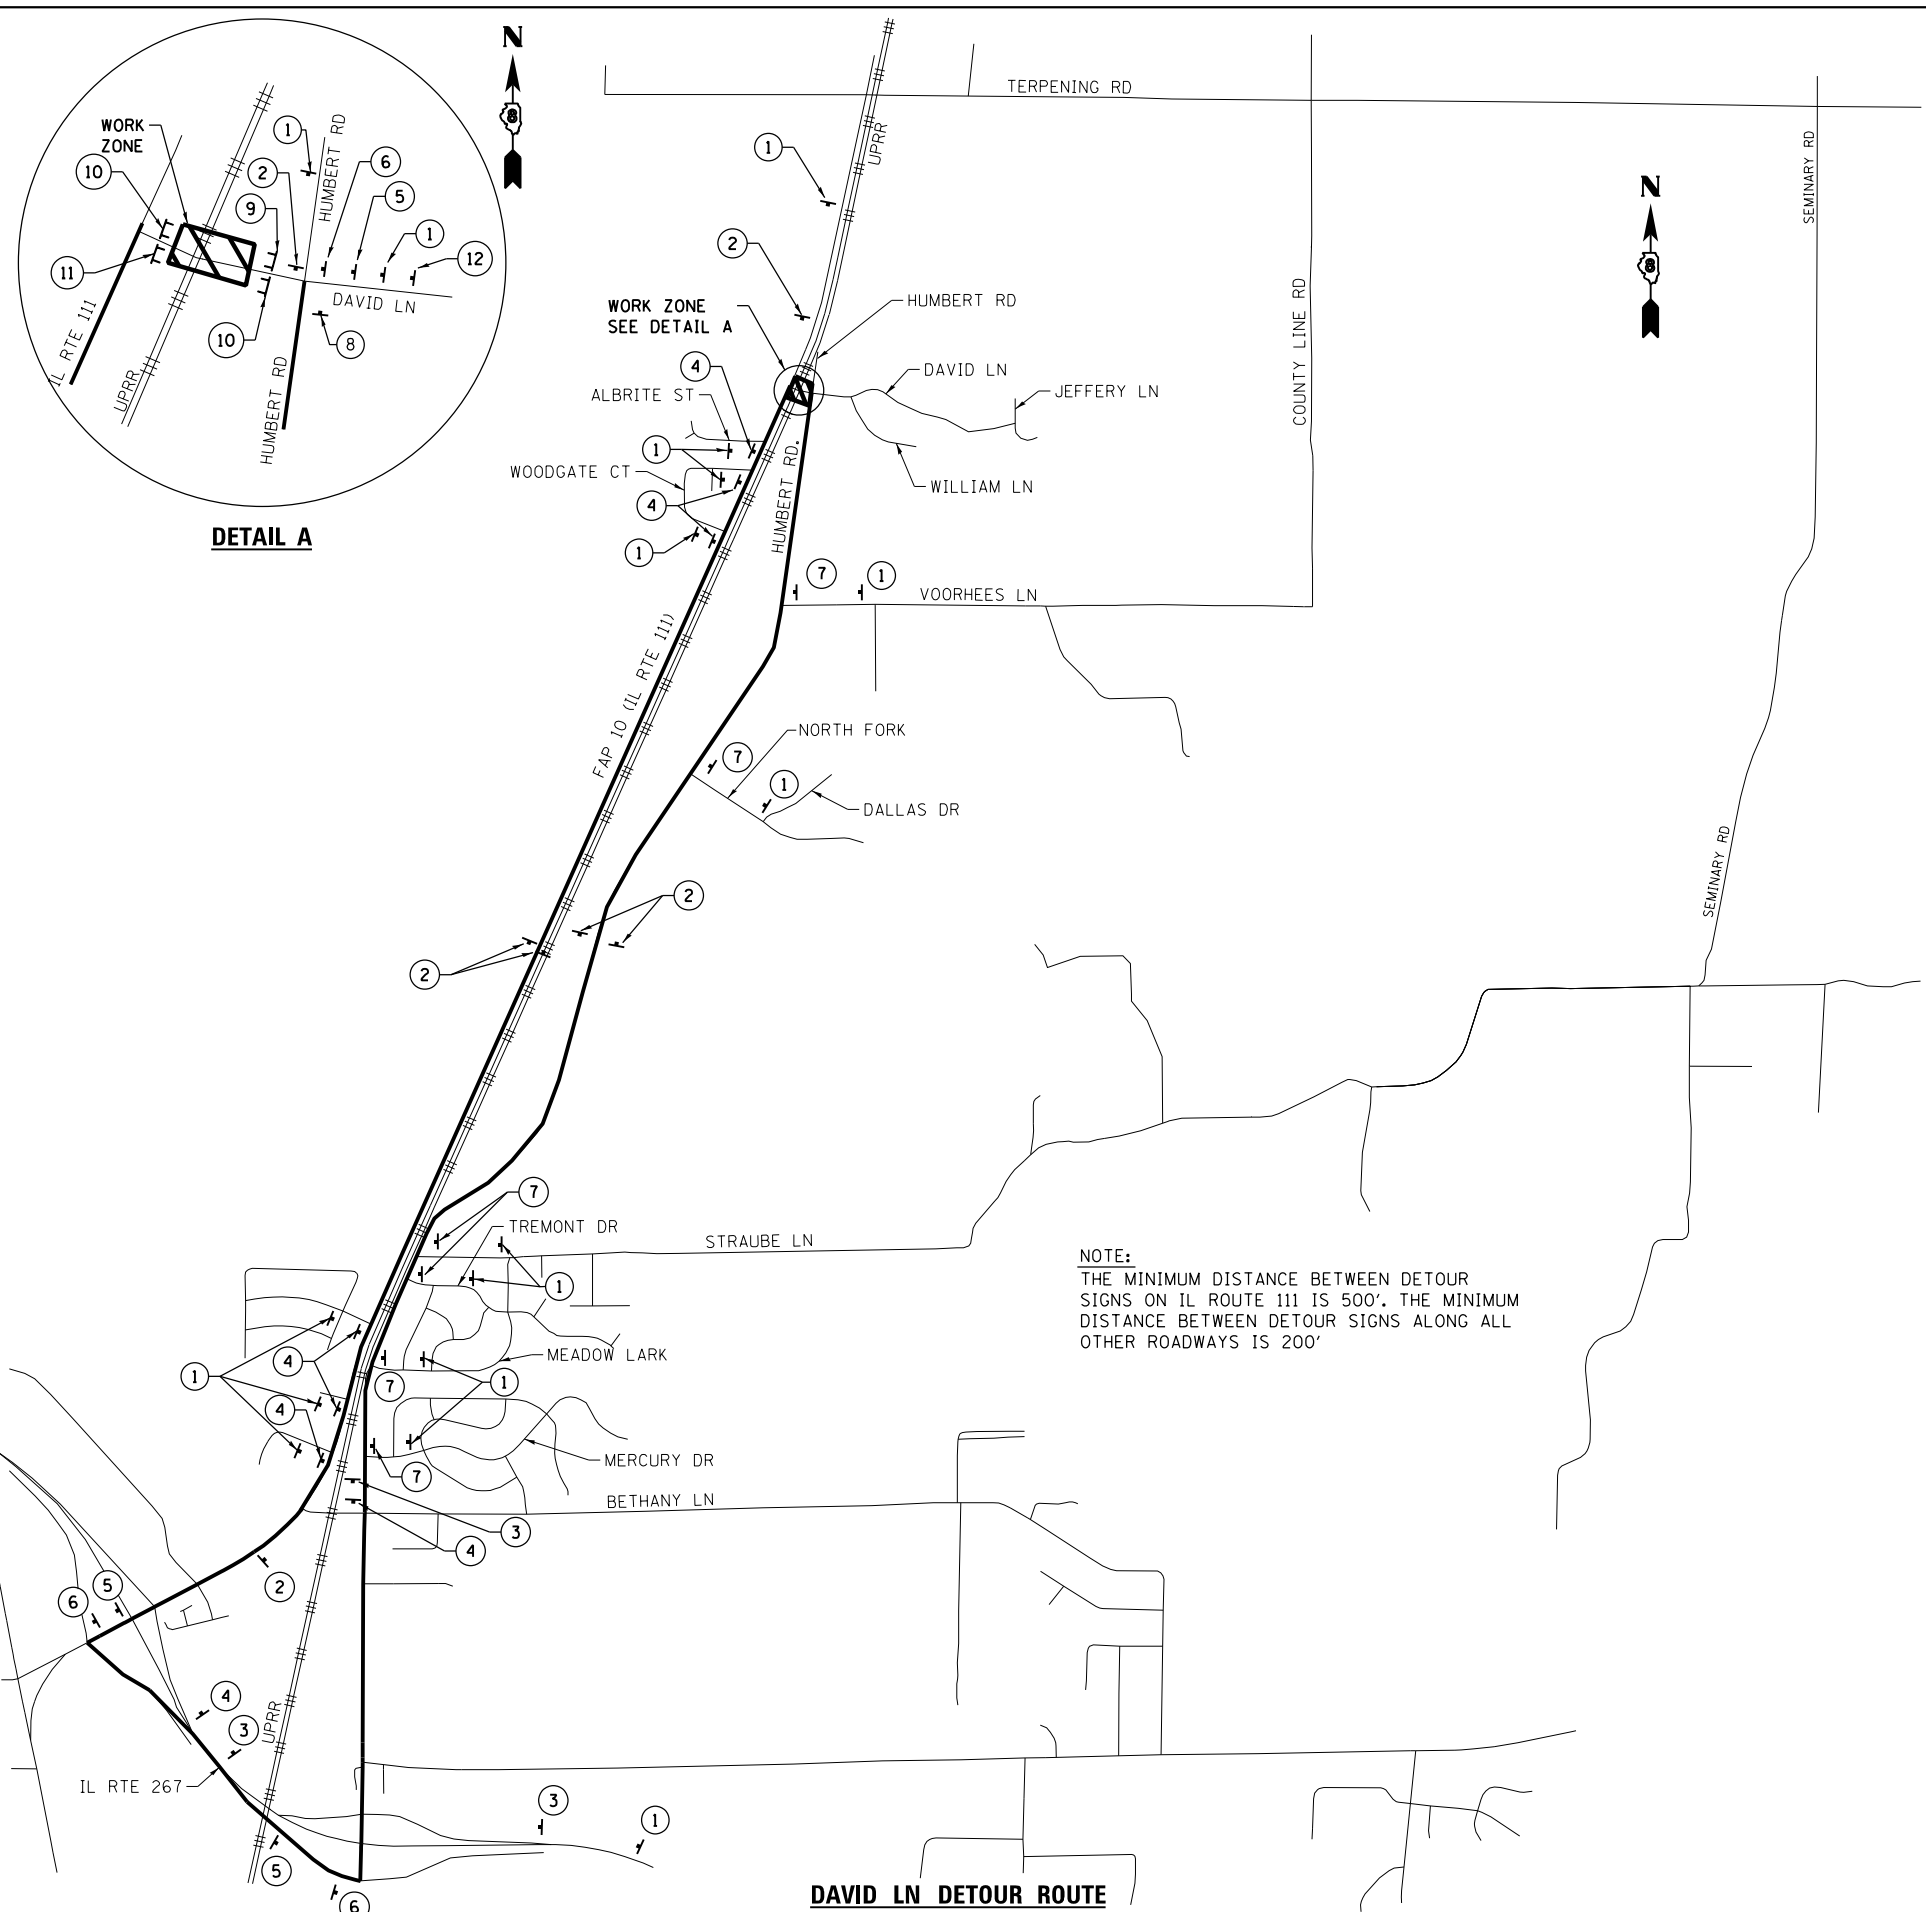 N
TERPENING RD
WORK
ZONE
1
HUMBERT RD
10
2
6
9
5
1
12
11
DAVID LN
10
8
IL RTE 111
UPRR
HUMBERT RD
DETAIL A
8
UPRR
1
2
SEMINARY RD
N
8
COUNTY LINE RD
WORK ZONE
SEE DETAIL A
HUMBERT RD
4
DAVID LN
ALBRITE ST
JEFFERY LN
1
WOODGATE CT
WILLIAM LN
4
HUMBERT RD.
1
7
1
VOORHEES LN
FAP 10 (IL RTE 111)
NORTH FORK
7
1
DALLAS DR
SEMINARY RD
2
2
7
TREMONT DR
STRAUBE LN
1
NOTE:
THE MINIMUM DISTANCE BETWEEN DETOUR
SIGNS ON IL ROUTE 111 IS 500'. THE MINIMUM
DISTANCE BETWEEN DETOUR SIGNS ALONG ALL
OTHER ROADWAYS IS 200'
1
4
MEADOW LARK
7
1
4
MERCURY DR
7
BETHANY LN
3
4
2
5
6
4
3
UPRR
IL RTE 267
3
1
5
6
DAVID LN DETOUR ROUTE